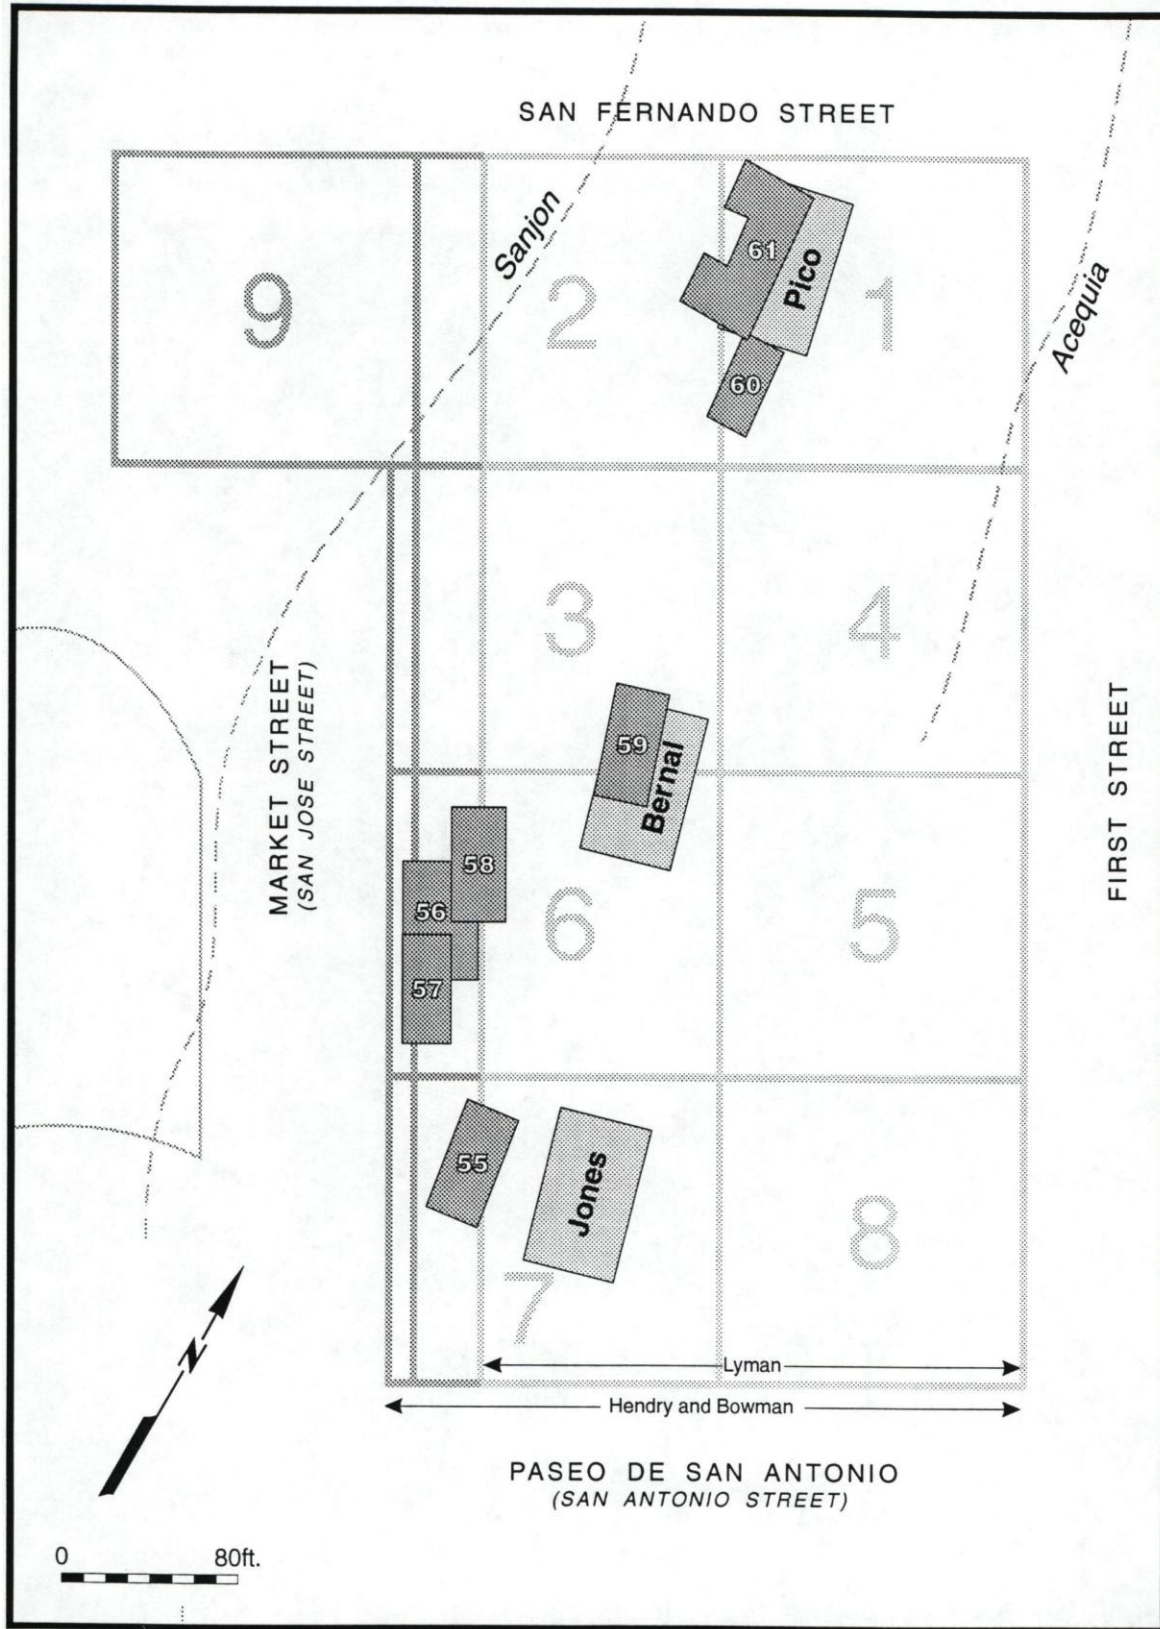 SAN FERNANDO STREET
Sanjon
Acequia
9
2
61
Pico
1
60
3
4
MARKET STREET
(SAN JOSE STREET)
FIRST STREET
59
Bernal
58
56
57
6
5
55
Jones
7
8
N
Lyman
Hendry and Bowman
PASEO DE SAN ANTONIO
(SAN ANTONIO STREET)
0 80ft.